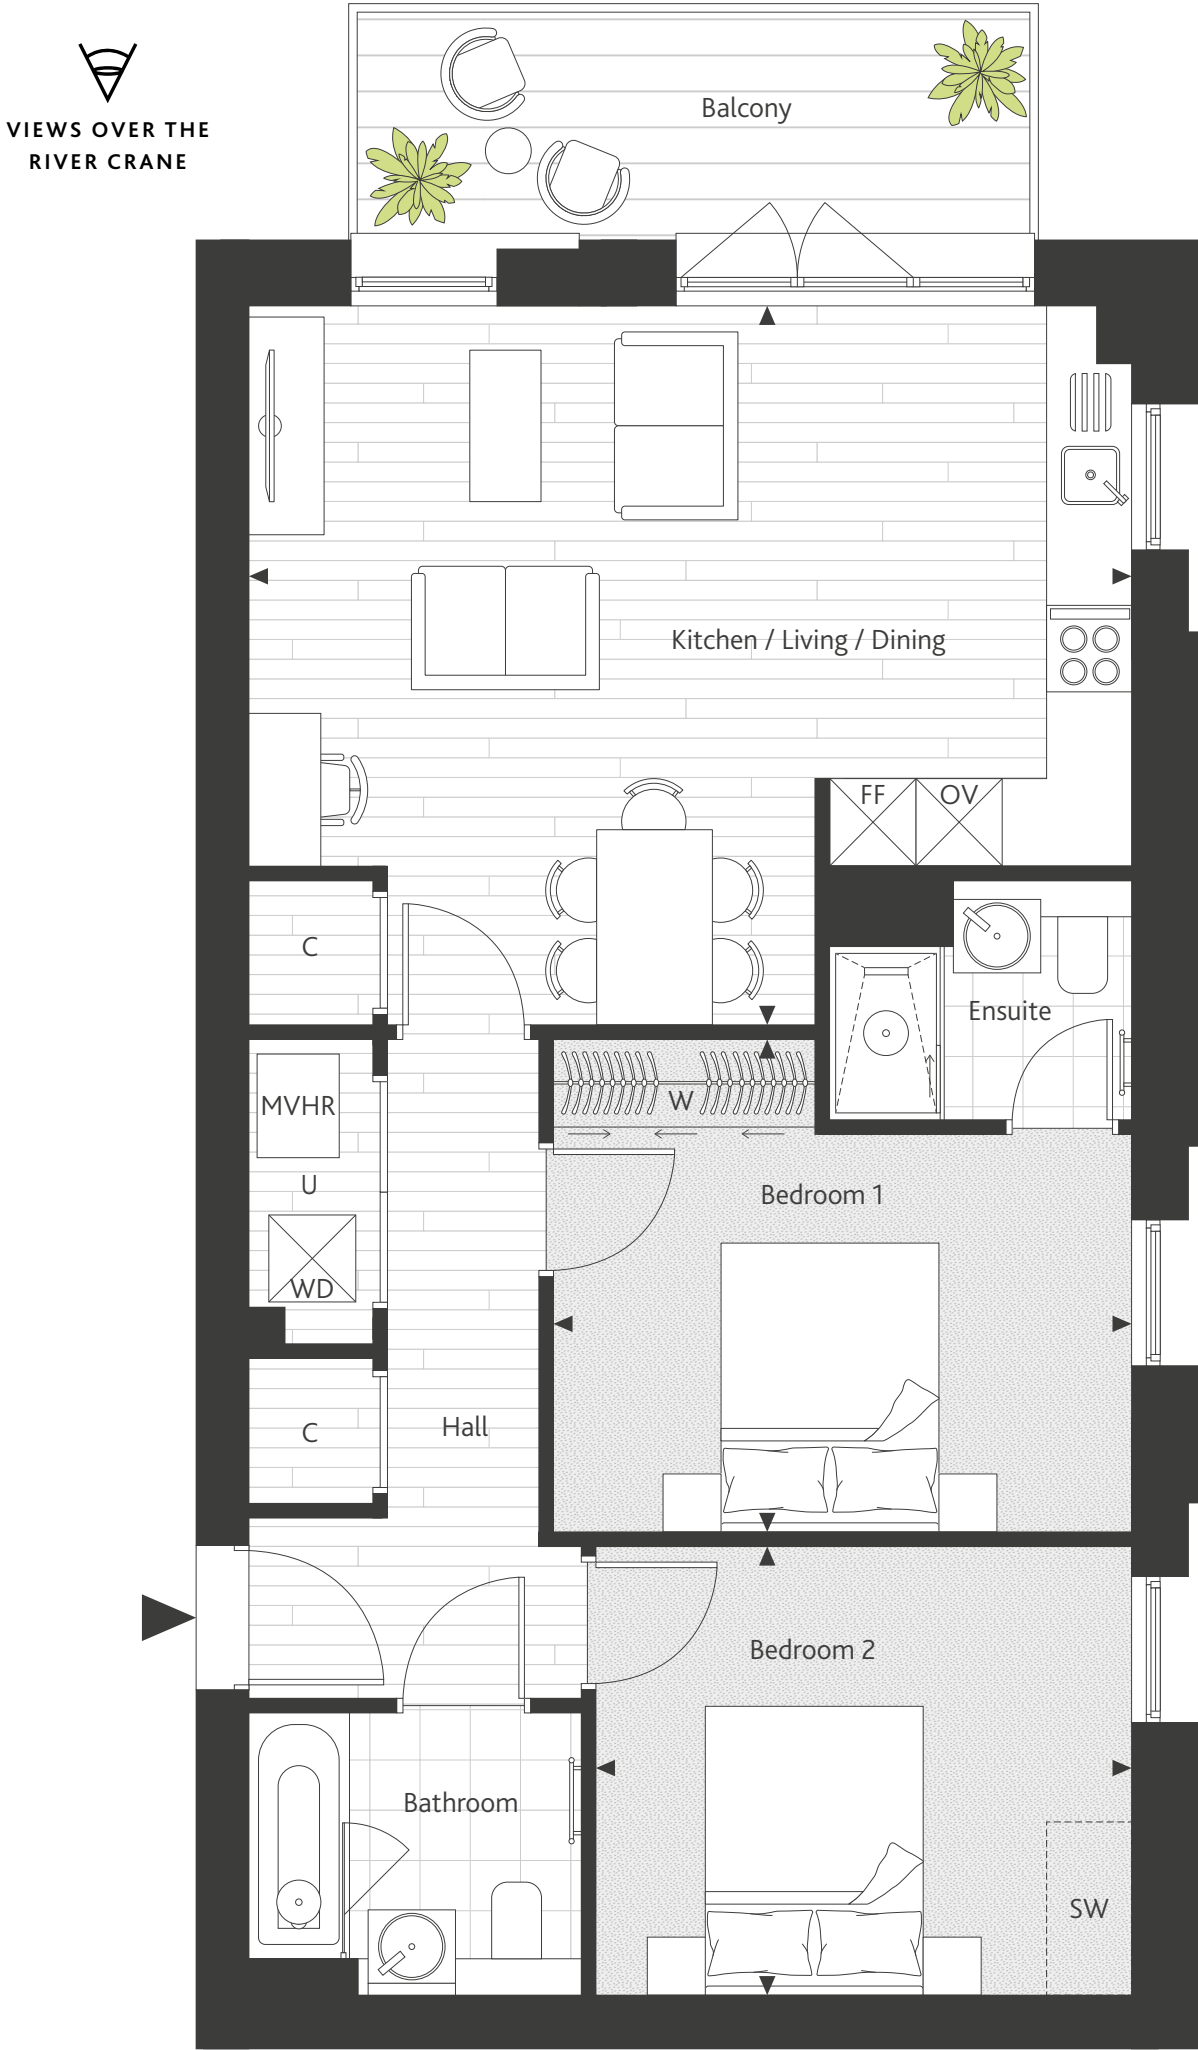 VIEWS OVER THE
RIVER CRANE
Balcony
Kitchen / Living / Dining
FF
OV
C
Ensuite
MVHR
W
U
Bedroom 1
WD
C
Hall
Bedroom 2
Bathroom
SW